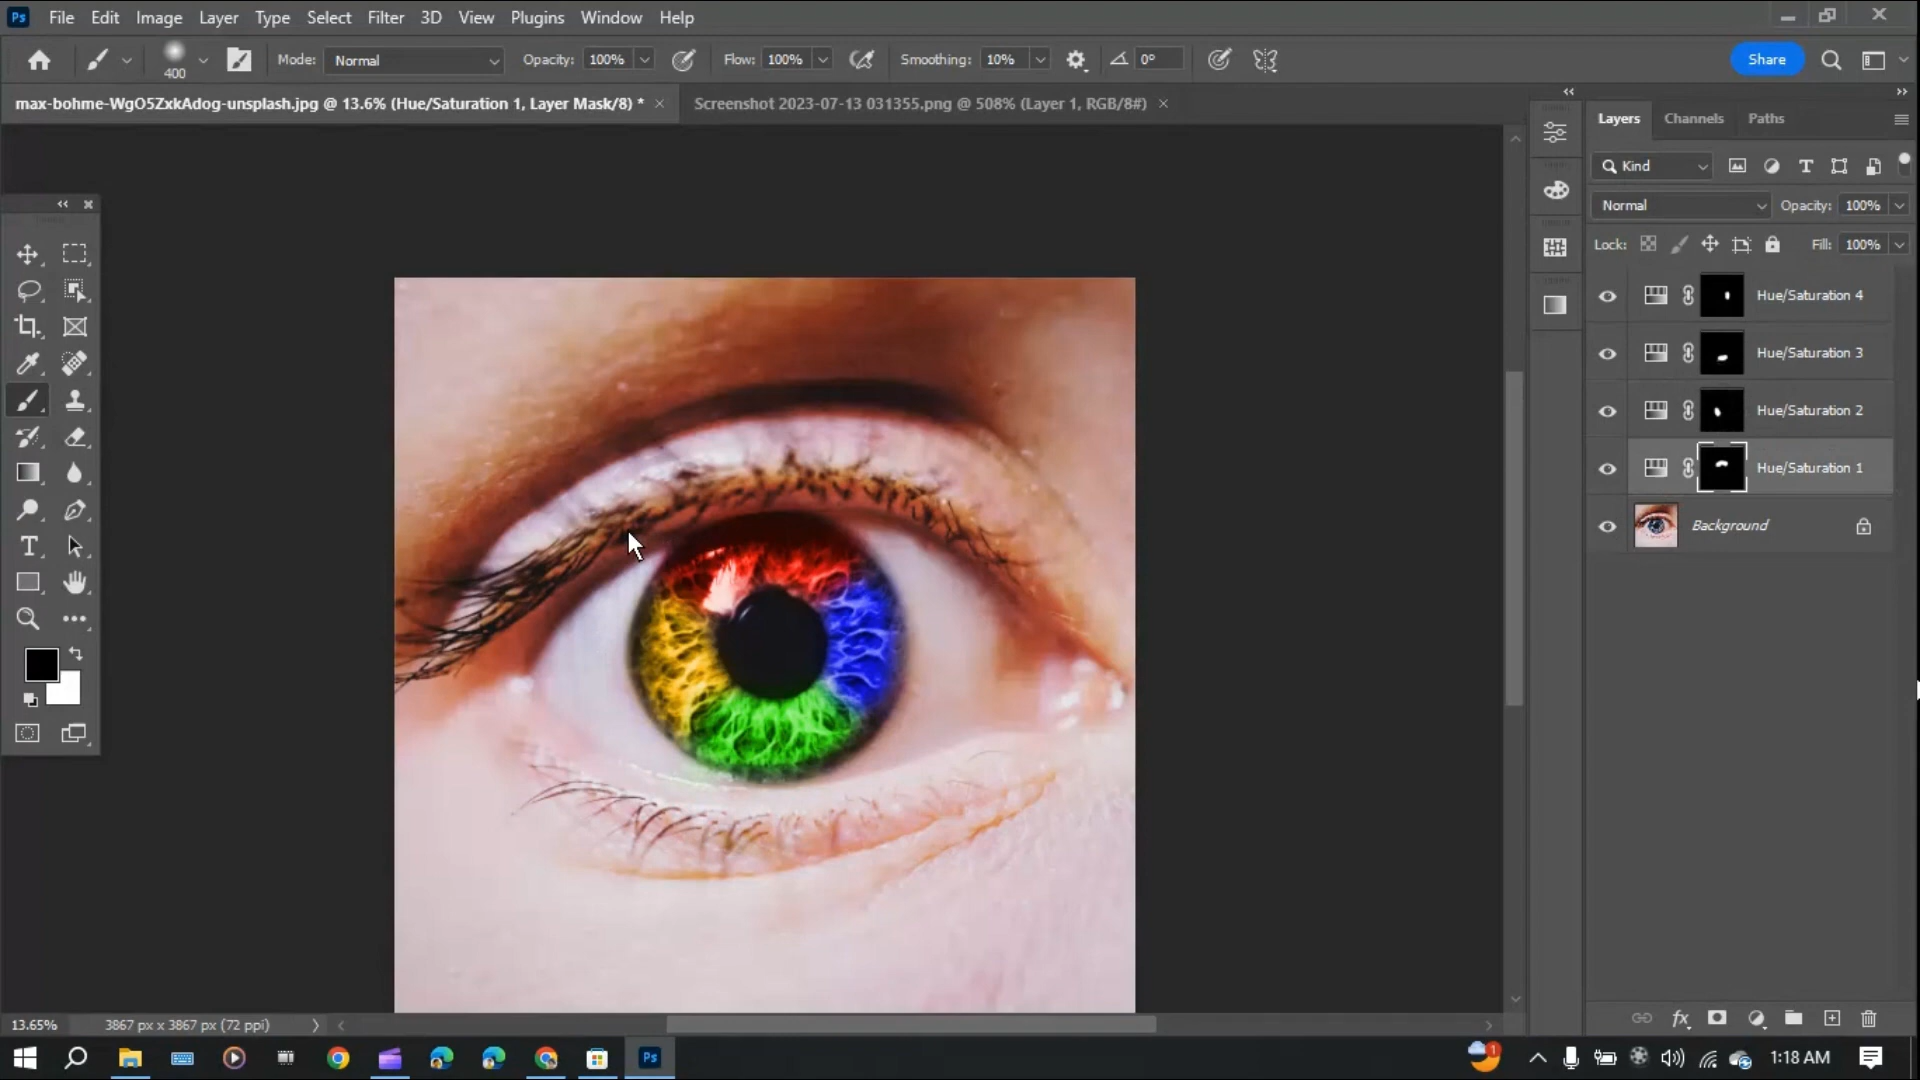 Ps File Edit Image Layer Type Select Filter 3D View Plugins Window Help
400 Mode: Normal Opacity: 100% Flow: 100% Smoothing: 10% 0° Share
max-bohme-WgO5ZxkAdog-unsplash.jpg @ 13.6% (Hue/Saturation 1, Layer Mask/8) * × Screenshot 2023-07-13 031355.png @ 508% (Layer 1, RGB/8#) ×
Layers Channels Paths
Kind
Normal Opacity: 100%
Lock: Fill: 100%
Hue/Saturation 4
Hue/Saturation 3
Hue/Saturation 2
Hue/Saturation 1
Background
13.65% 3867 px x 3867 px (72 ppi)
fx
Ps 1 1:18 AM